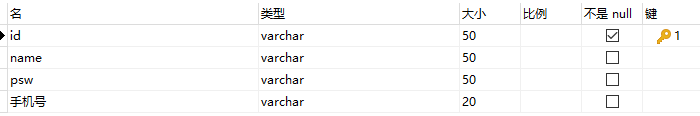 名 类型 大小 比例 不是 null 键
id varchar 50 1
name varchar 50
psw varchar 50
手机号 varchar 20